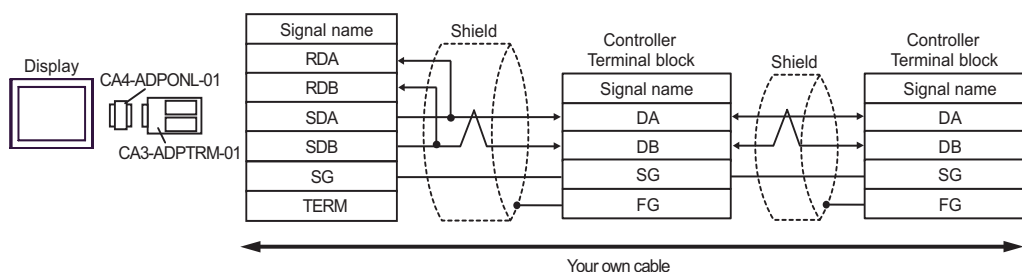 Display
CA4-ADPONL-01
CA3-ADPTRM-01
Signal name
RDA
RDB
SDA
SDB
SG
TERM
Shield
Controller
Terminal block
Signal name
DA
DB
SG
FG
Shield
Controller
Terminal block
Signal name
DA
DB
SG
FG
Your own cable